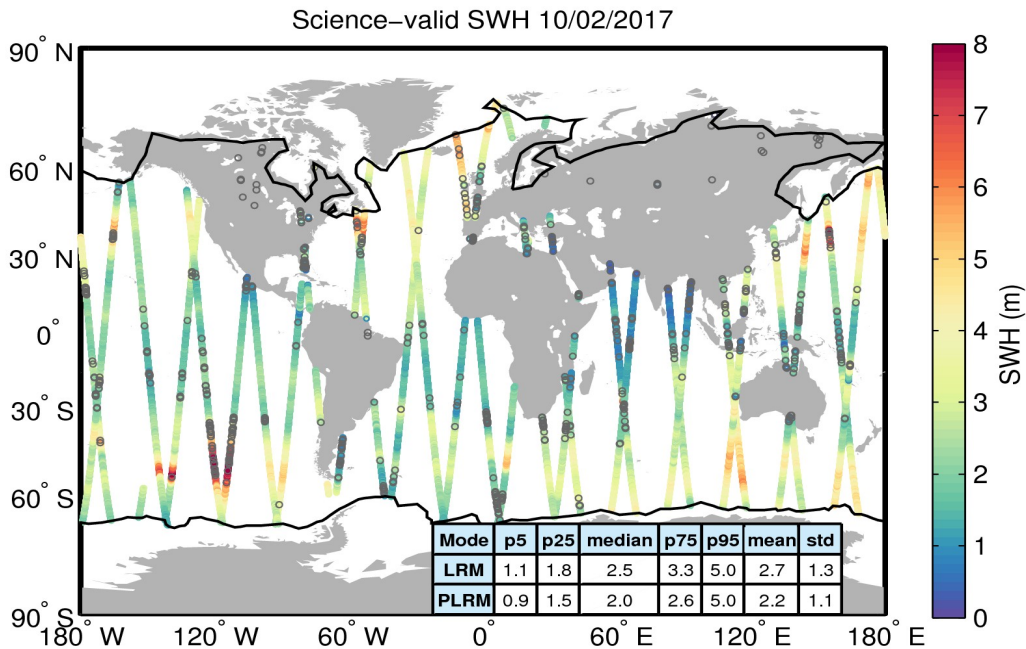 Science−valid SWH 10/02/2017
90° N
60° N
30° N
0°
30° S
60° S
90° S
180° W
120° W
60° W
0°
60° E
120° E
180° E
Mode p5 p25 median p75 p95 mean std
LRM 1.1 1.8 2.5 3.3 5.0 2.7 1.3
PLRM 0.9 1.5 2.0 2.6 5.0 2.2 1.1
8
7
6
5
4
3
2
1
0
SWH (m)